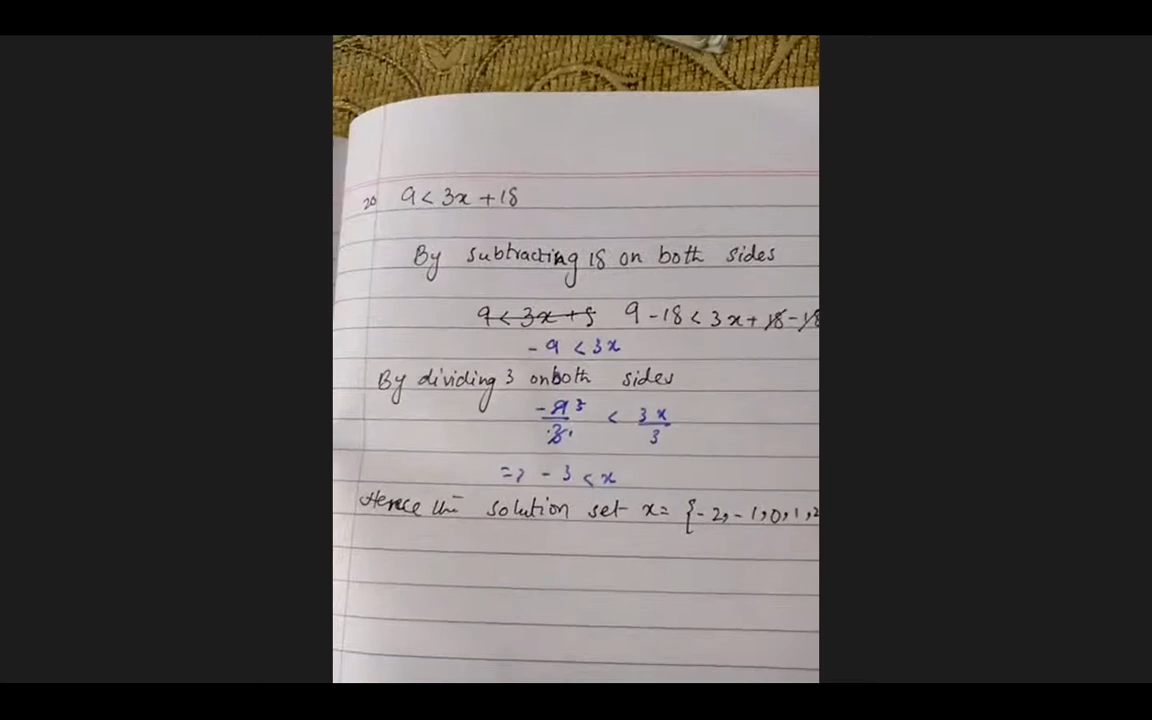 20 9 < 3x + 18
By subtracting 18 on both sides
9 < 3x + 9 - 18 < 3x + 18 - 18
- 9 < 3x
By dividing 3 on both sides
-9 3 / 3 < 3x / 3
=> - 3 < x
Hence the solution set x = {- 2, - 1, 0, 1, 2